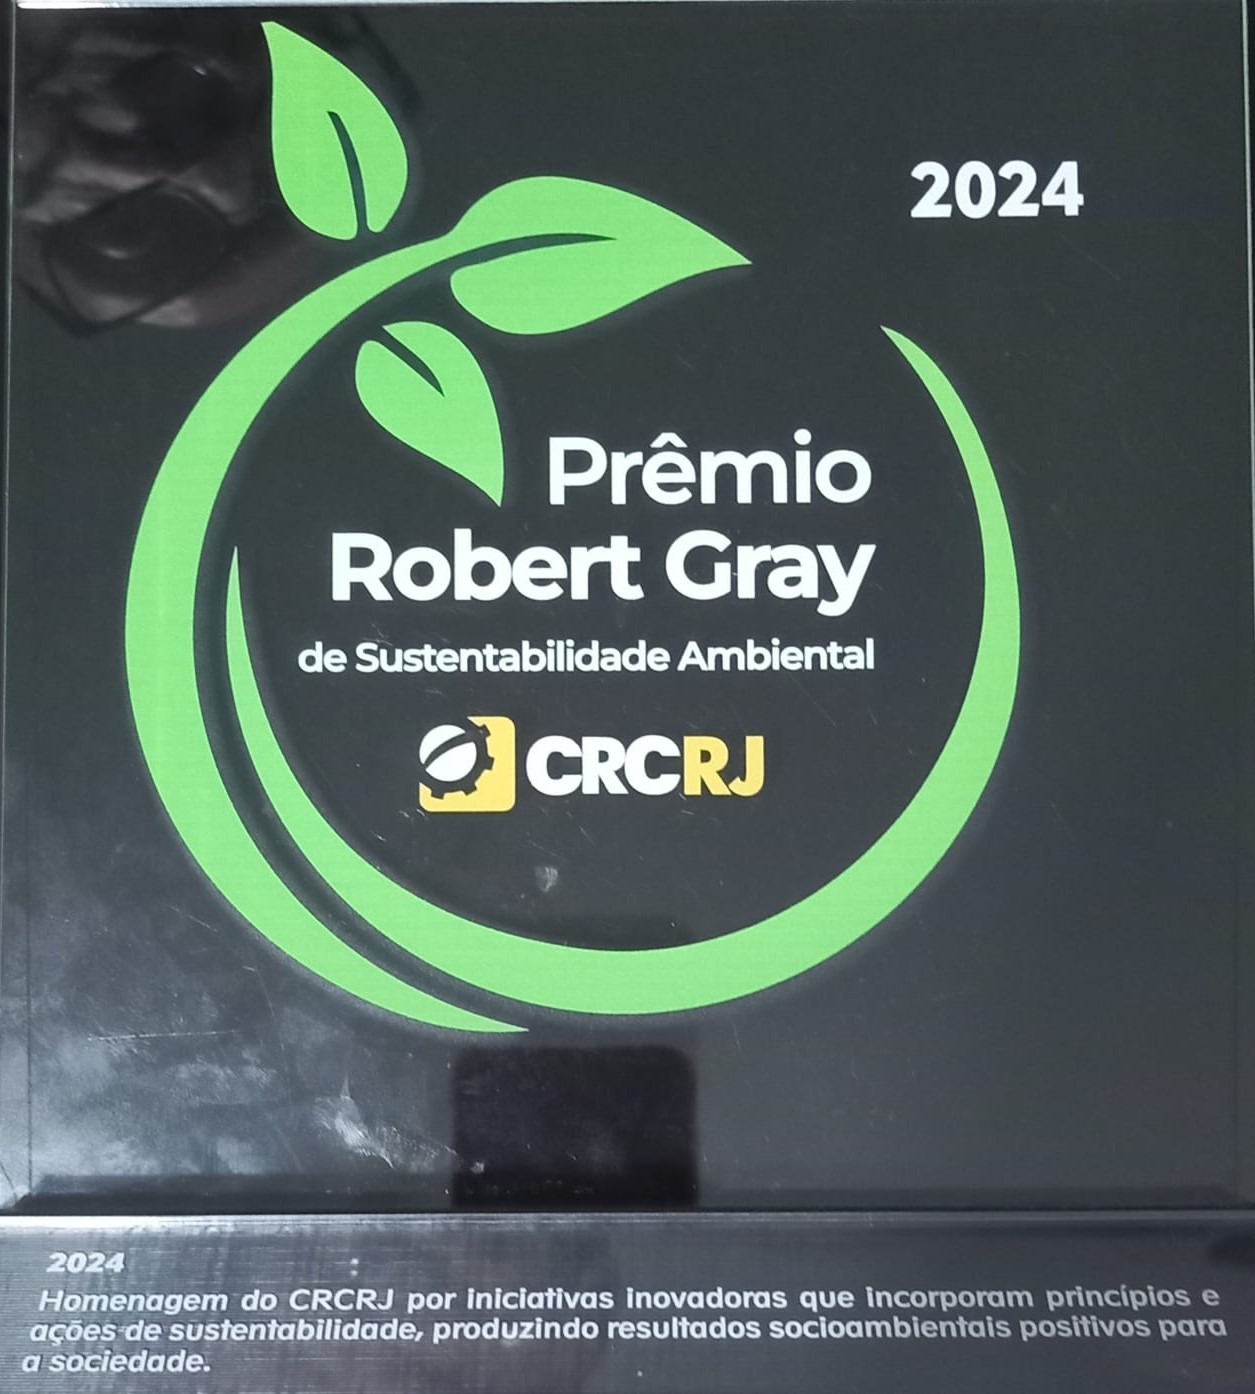 2024
Prêmio
Robert Gray
de Sustentabilidade Ambiental
CRCRJ
2024
Homenagem do CRCRJ por iniciativas inovadoras que incorporam princípios e
ações de sustentabilidade, produzindo resultados socioambientais positivos para
a sociedade.